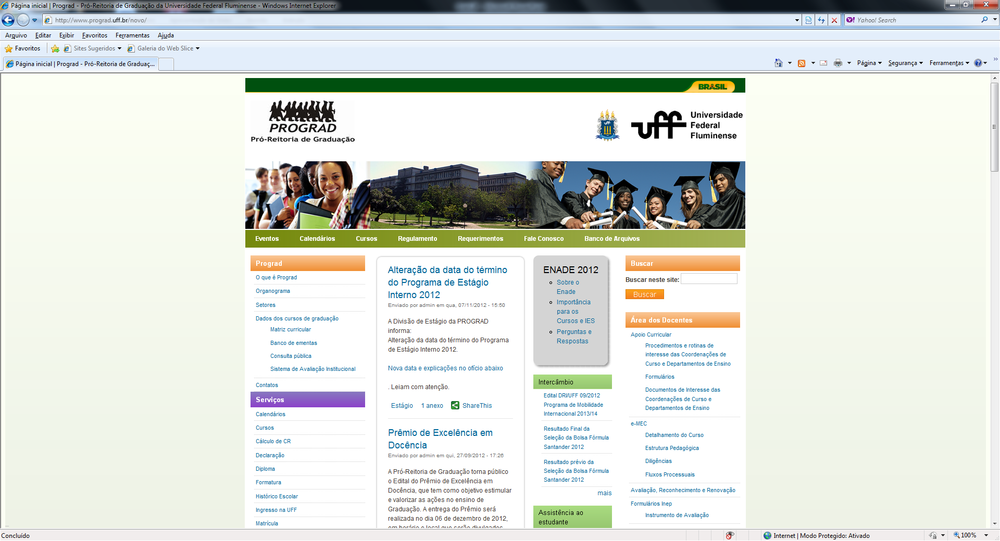 Página inicial | Prograd - Pró-Reitoria de Graduação da Universidade Federal Fluminense - Windows Internet Explorer
http://www.prograd.uff.br/novo/
Yahoo! Search
Arquivo Editar Exibir Favoritos Ferramentas Ajuda
Favoritos Sites Sugeridos Galeria do Web Slice
Página inicial | Prograd - Pró-Reitoria de Graduaç...
Página Segurança Ferramentas
BRASIL
PROGRAD
Pró-Reitoria de Graduação
uff
Universidade
Federal
Fluminense
Eventos Calendários Cursos Regulamento Requerimentos Fale Conosco Banco de Arquivos
Prograd
O que é Prograd
Organograma
Setores
Dados dos cursos de graduação
Matriz curricular
Banco de ementas
Consulta pública
Sistema de Avaliação Institucional
Contatos
Serviços
Calendários
Cursos
Cálculo de CR
Declaração
Diploma
Formatura
Histórico Escolar
Ingresso na UFF
Matrícula
Alteração da data do término
do Programa de Estágio
Interno 2012
Enviado por admin em qua, 07/11/2012 - 15:50
A Divisão de Estágio da PROGRAD
informa:
Alteração da data do término do Programa
de Estágio Interno 2012.
Nova data e explicações no ofício abaixo
. Leiam com atenção.
Estágio 1 anexo ShareThis
Prêmio de Excelência em
Docência
Enviado por admin em qui, 27/09/2012 - 17:26
A Pró-Reitoria de Graduação torna público
o Edital do Prêmio de Excelência em
Docência, que tem como objetivo estimular
e valorizar as ações no ensino de
Graduação. A entrega do Prêmio será
realizada no dia 06 de dezembro de 2012,
em horário e local que serão divulgados
ENADE 2012
Sobre o
Enade
Importância
para os
Cursos e IES
Perguntas e
Respostas
Intercâmbio
Edital DRI/UFF 09/2012
Programa de Mobilidade
Internacional 2013/14
Resultado Final da
Seleção da Bolsa Fórmula
Santander 2012
Resultado prévio da
Seleção da Bolsa Fórmula
Santander 2012
mais
Assistência ao
estudante
Buscar
Buscar neste site:
Buscar
Área dos Docentes
Apoio Curricular
Procedimentos e rotinas de
interesse das Coordenações de
Curso e Departamentos de Ensino
Formulários
Documentos de Interesse das
Coordenações de Curso e
Departamentos de Ensino
e-MEC
Detalhamento do Curso
Estrutura Pedagógica
Diligências
Fluxos Processuais
Avaliação, Reconhecimento e Renovação
Formulários Inep
Instrumento de Avaliação
Concluído
Internet | Modo Protegido: Ativado
100%